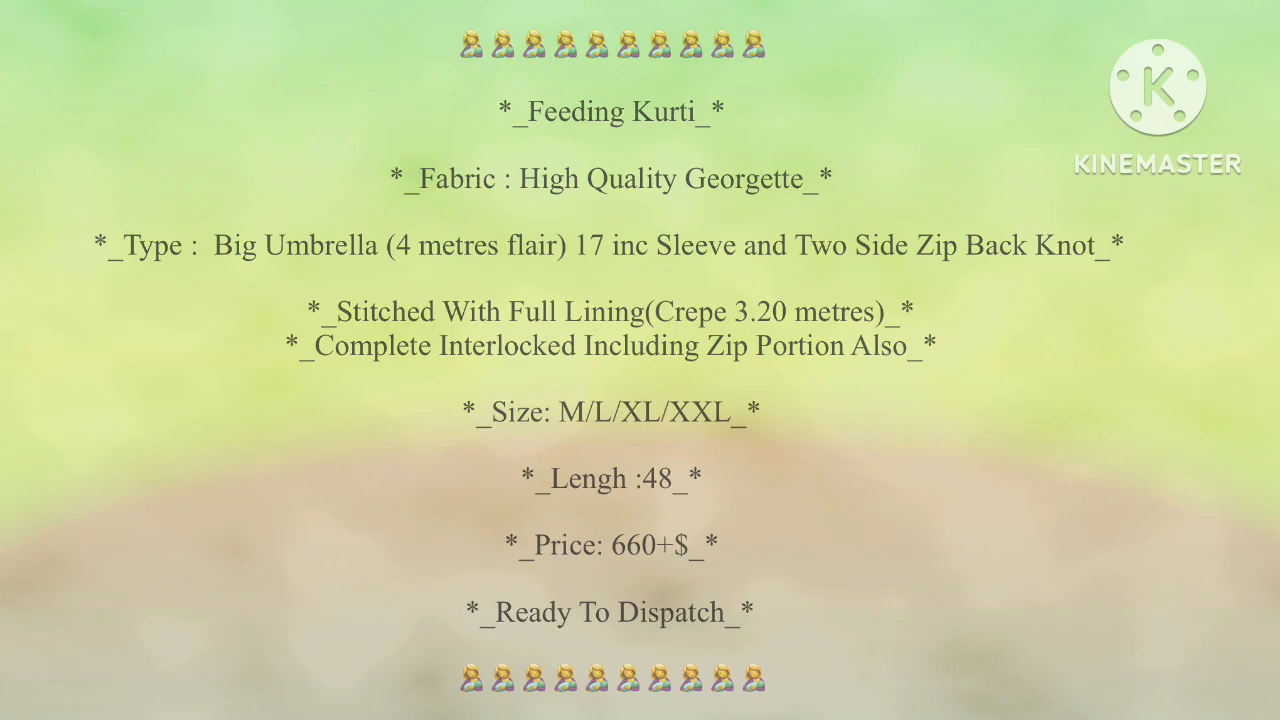 🤱🤱🤱🤱🤱🤱🤱🤱🤱🤱
*_Feeding Kurti_*
KINEMASTER
*_Fabric : High Quality Georgette_*
*_Type :  Big Umbrella (4 metres flair) 17 inc Sleeve and Two Side Zip Back Knot_*
*_Stitched With Full Lining(Crepe 3.20 metres)_*
*_Complete Interlocked Including Zip Portion Also_*
*_Size: M/L/XL/XXL_*
*_Lengh :48_*
*_Price: 660+$_*
*_Ready To Dispatch_*
🤱🤱🤱🤱🤱🤱🤱🤱🤱🤱